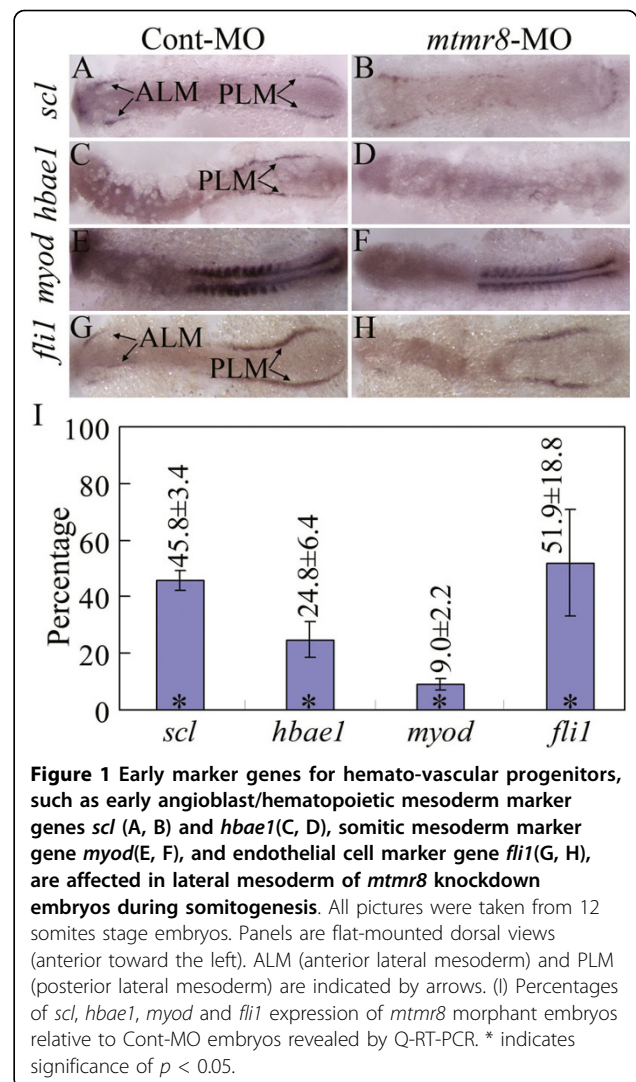 Cont-MO mtmr8-MO
scl
A ALM PLM B
hbae1
C PLM D
myod
E F
fli1
G ALM PLM H
I
Percentage
100
80
60
40
20
0
45.8±3.4 24.8±6.4 9.0±2.2 51.9±18.8
* * * *
scl hbae1 myod fli1
Figure 1 Early marker genes for hemato-vascular progenitors,
such as early angioblast/hematopoietic mesoderm marker
genes scl (A, B) and hbae1(C, D), somitic mesoderm marker
gene myod(E, F), and endothelial cell marker gene fli1(G, H),
are affected in lateral mesoderm of mtmr8 knockdown
embryos during somitogenesis. All pictures were taken from 12
somites stage embryos. Panels are flat-mounted dorsal views
(anterior toward the left). ALM (anterior lateral mesoderm) and PLM
(posterior lateral mesoderm) are indicated by arrows. (I) Percentages
of scl, hbae1, myod and fli1 expression of mtmr8 morphant embryos
relative to Cont-MO embryos revealed by Q-RT-PCR. * indicates
significance of p < 0.05.